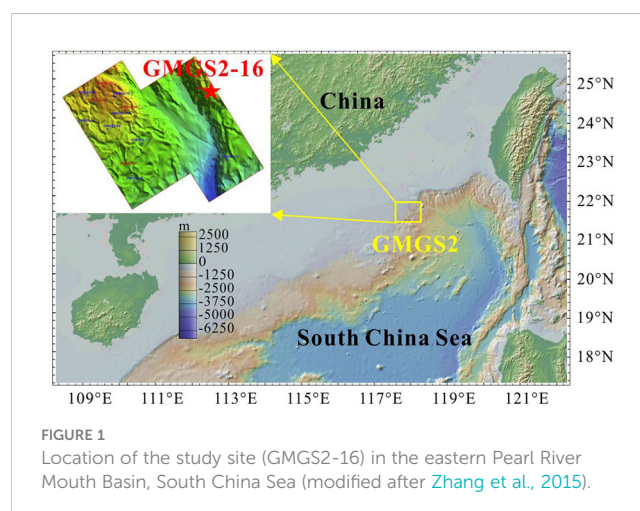 GMGS2-16
China
GMGS2
South China Sea
m
2500
1250
0
-1250
-2500
-3750
-5000
-6250
25°N
24°N
23°N
22°N
21°N
20°N
19°N
18°N
109°E 111°E 113°E 115°E 117°E 119°E 121°E
FIGURE 1
Location of the study site (GMGS2-16) in the eastern Pearl River
Mouth Basin, South China Sea (modified after Zhang et al., 2015).